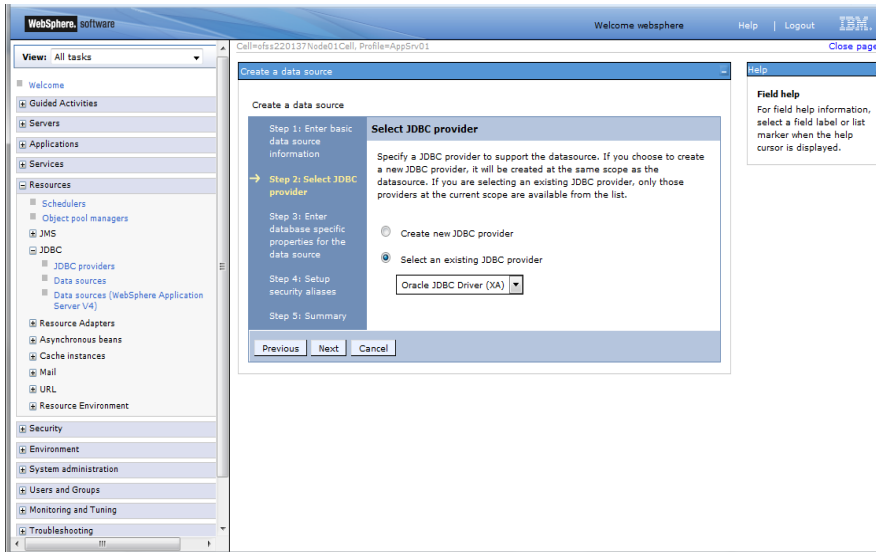 WebSphere. software
Welcome websphere
Help | Logout
IBM.
View: All tasks
Cell=ofss220137Node01Cell, Profile=AppSrv01
Close page
Welcome
Guided Activities
Servers
Applications
Services
Resources
Schedulers
Object pool managers
JMS
JDBC
JDBC providers
Data sources
Data sources (WebSphere Application
Server V4)
Resource Adapters
Asynchronous beans
Cache instances
Mail
URL
Resource Environment
Security
Environment
System administration
Users and Groups
Monitoring and Tuning
Troubleshooting
Create a data source
Create a data source
Step 1: Enter basic
data source
information
Step 2: Select JDBC
provider
Step 3: Enter
database specific
properties for the
data source
Step 4: Setup
security aliases
Step 5: Summary
Select JDBC provider
Specify a JDBC provider to support the datasource. If you choose to create
a new JDBC provider, it will be created at the same scope as the
datasource. If you are selecting an existing JDBC provider, only those
providers at the current scope are available from the list.
Create new JDBC provider
Select an existing JDBC provider
Oracle JDBC Driver (XA)
Previous Next Cancel
Help
Field help
For field help information,
select a field label or list
marker when the help
cursor is displayed.